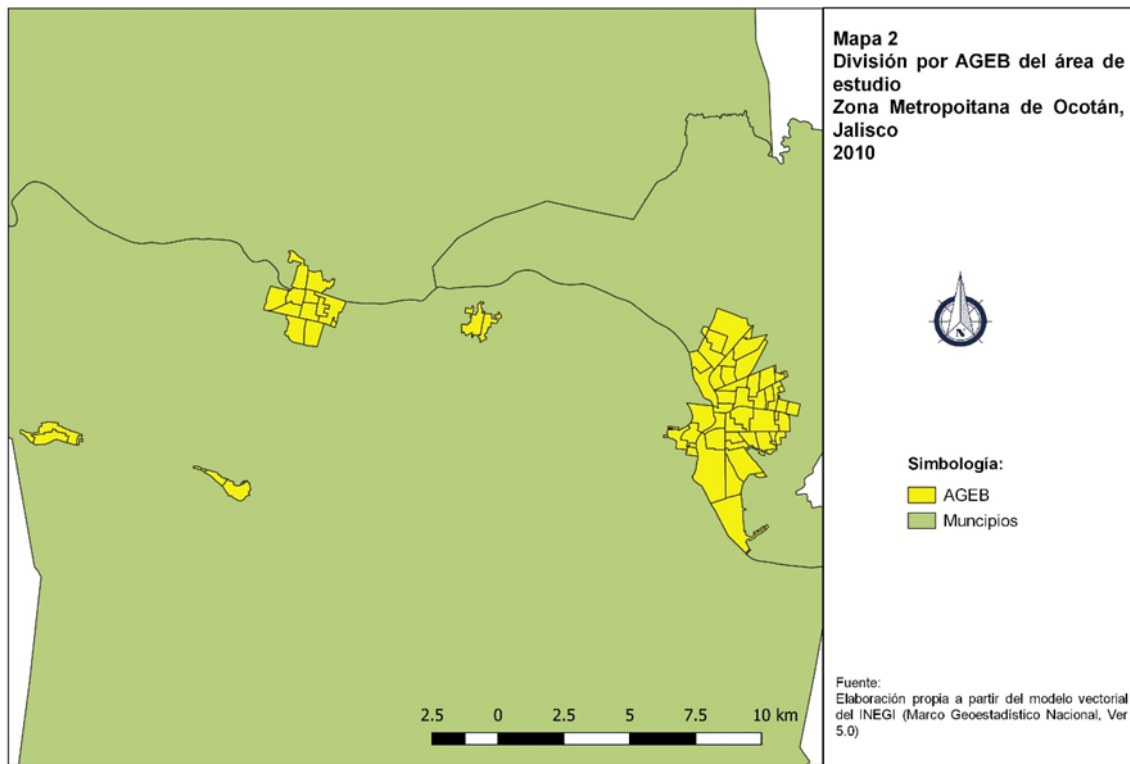 Mapa 2
División por AGEB del área de
estudio
Zona Metropoitana de Ocotán,
Jalisco
2010
N
Simbología:
AGEB
Muncipios
2.5 0 2.5 5 7.5 10 km
Fuente:
Elaboración propia a partir del modelo vectorial
del INEGI (Marco Geoestadístico Nacional, Ver
5.0)